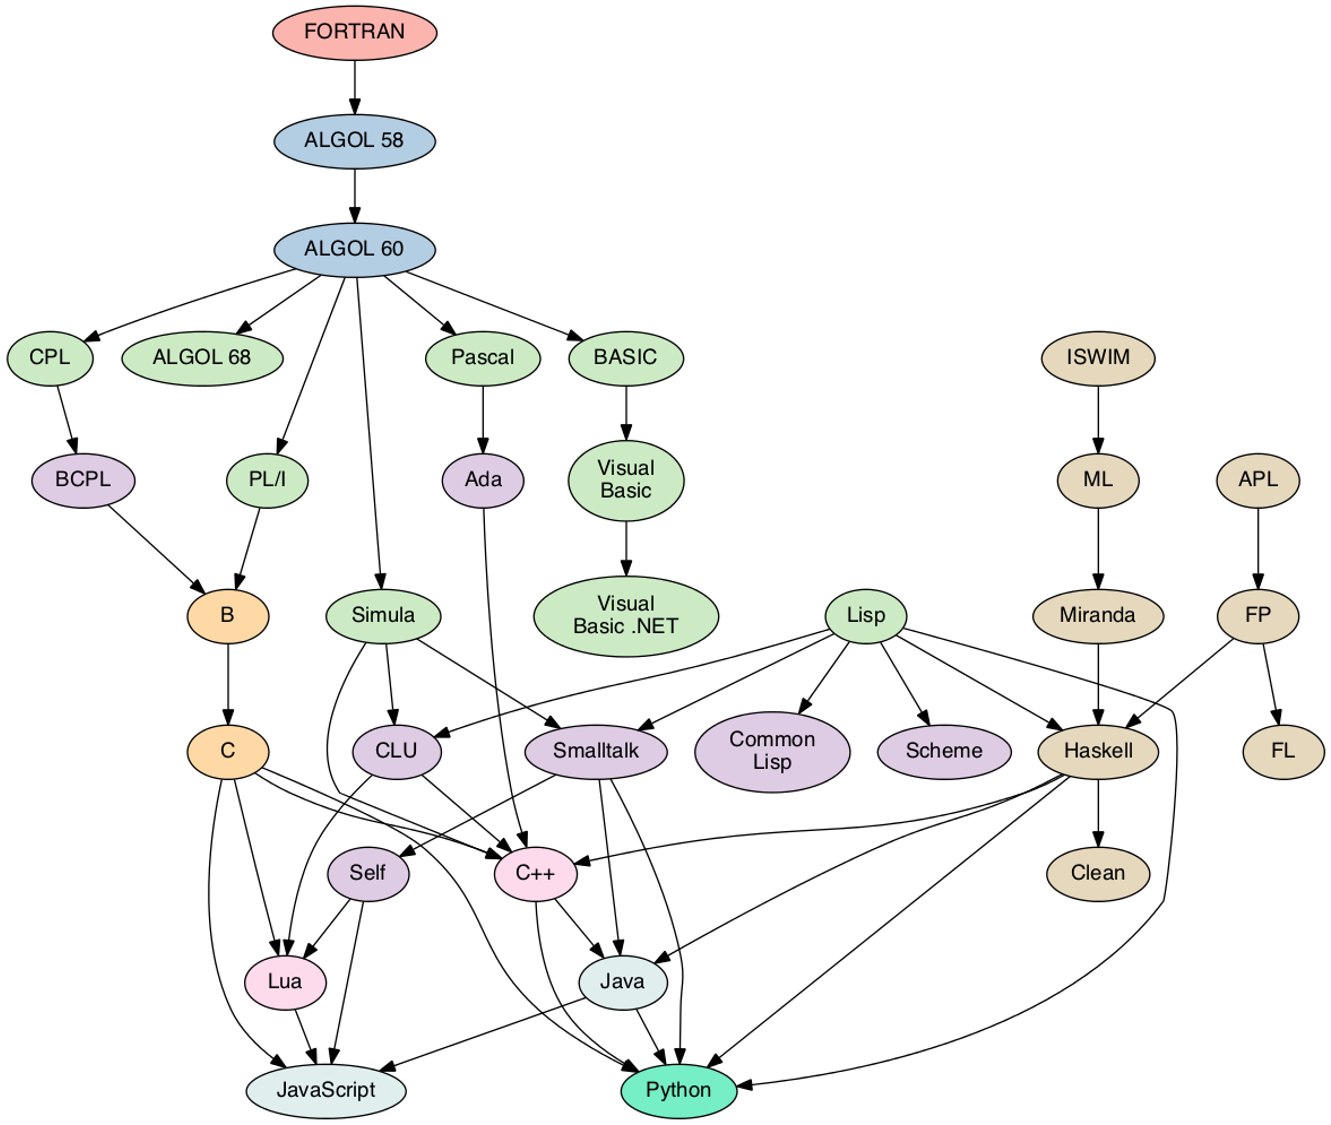 FORTRAN
ALGOL 58
ALGOL 60
CPL
ALGOL 68
Pascal
BASIC
ISWIM
BCPL
PL/I
Ada
Visual
Basic
ML
APL
B
Simula
Visual
Basic .NET
Lisp
Miranda
FP
C
CLU
Smalltalk
Common
Lisp
Scheme
Haskell
FL
Self
C++
Clean
Lua
Java
JavaScript
Python